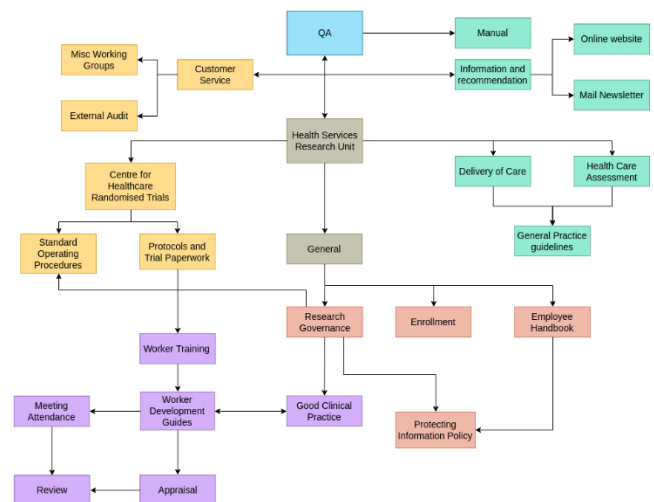 QA
Manual
Online website
Misc Working
Groups
Customer
Service
Information and
recommendation
Mail Newsletter
External Audit
Health Services
Research Unit
Centre for
Healthcare
Randomised Trials
Delivery of Care
Health Care
Assessment
Standard
Operating
Procedures
Protocols and
Trial Paperwork
General
General Practice
guidelines
Research
Governance
Enrollment
Employee
Handbook
Worker Training
Meeting
Attendance
Worker
Development
Guides
Good Clinical
Practice
Protecting
Information Policy
Review
Appraisal